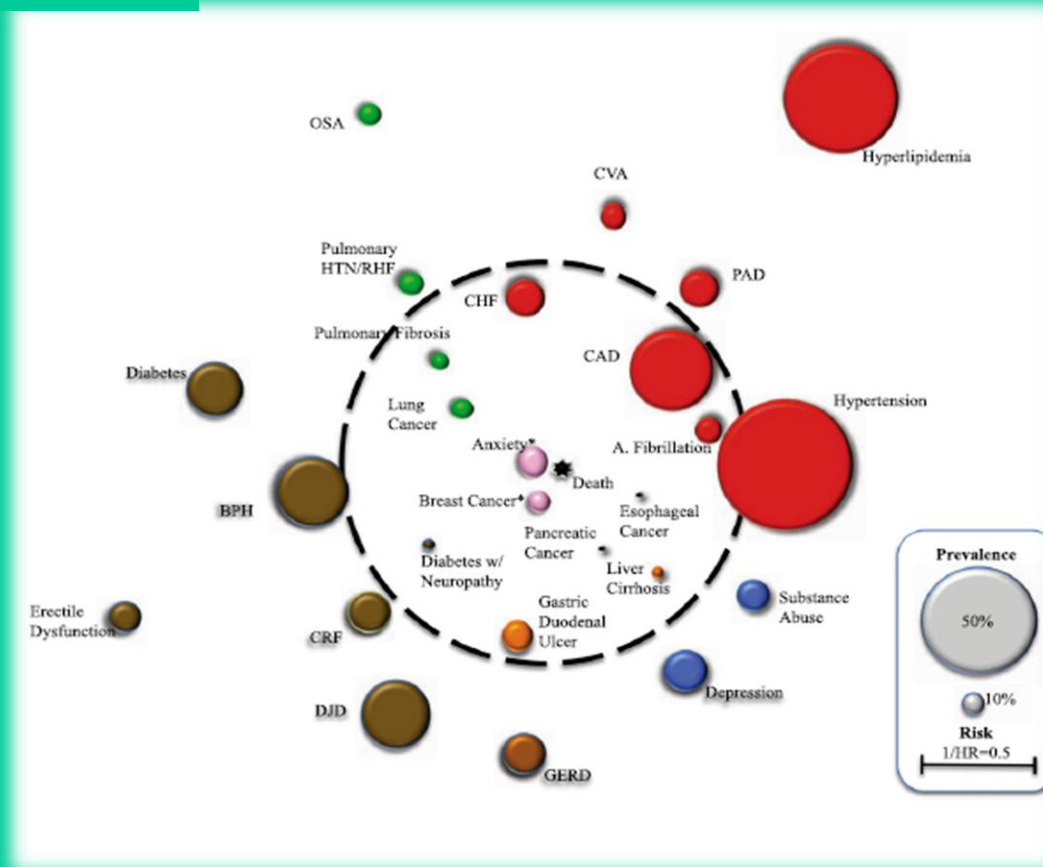 OSA
Hyperlipidemia
CVA
Pulmonary
HTN/RHF
PAD
CHF
Pulmonary Fibrosis
CAD
Diabetes
Lung
Cancer
Hypertension
Anxiety*
A. Fibrillation
Death
Breast Cancer*
BPH
Esophageal
Cancer
Pancreatic
Cancer
Diabetes w/
Neuropathy
Liver
Cirrhosis
Erectile
Dysfunction
CRF
Gastric
Duodenal
Ulcer
Substance
Abuse
Depression
DJD
GERD
Prevalence
50%
10%
Risk
1/HR=0.5